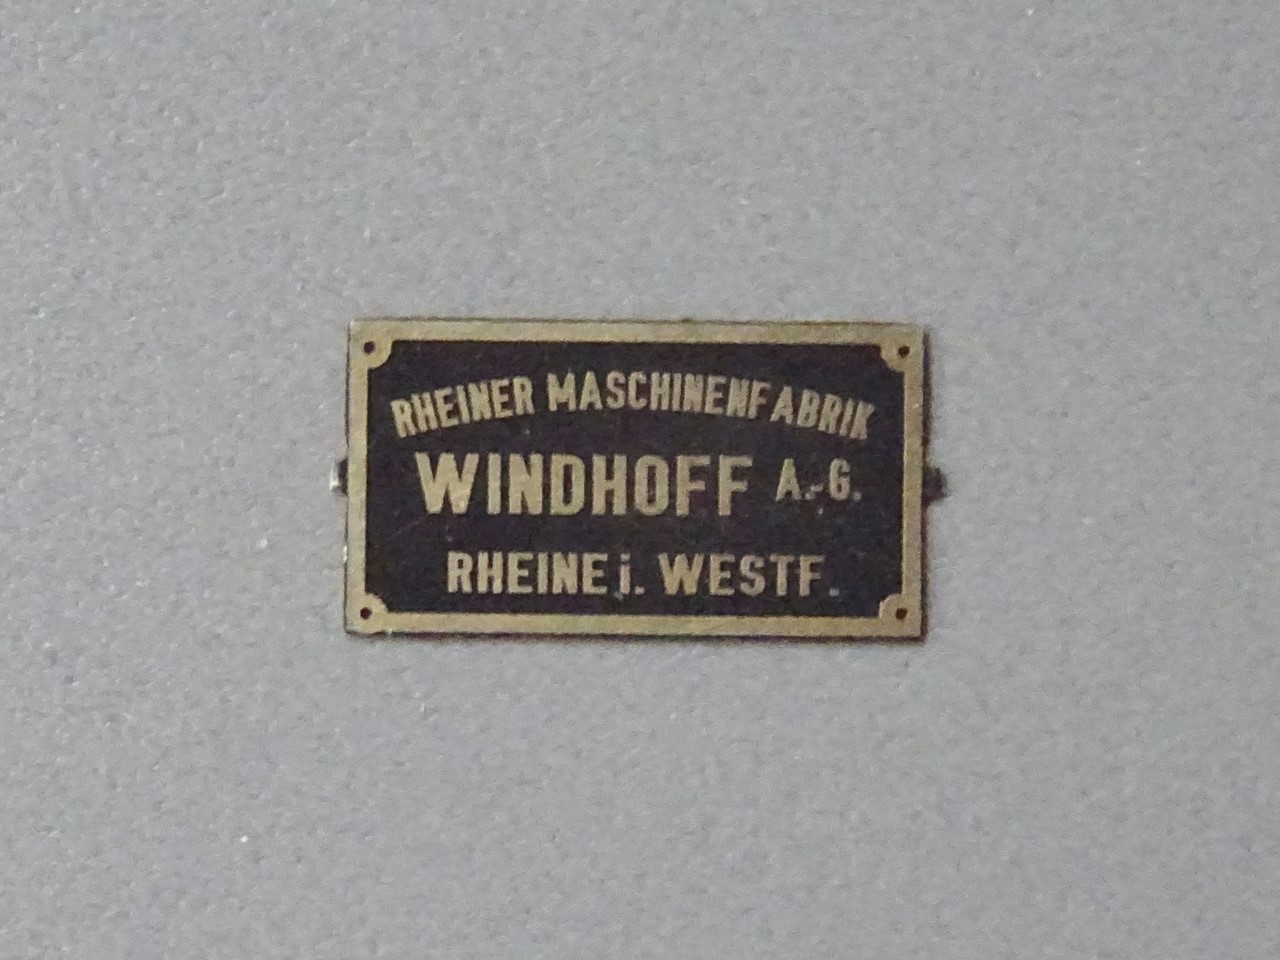 RHEINER MASCHINENFABRIK
WINDHOFF A.-G.
RHEINE i. WESTF.